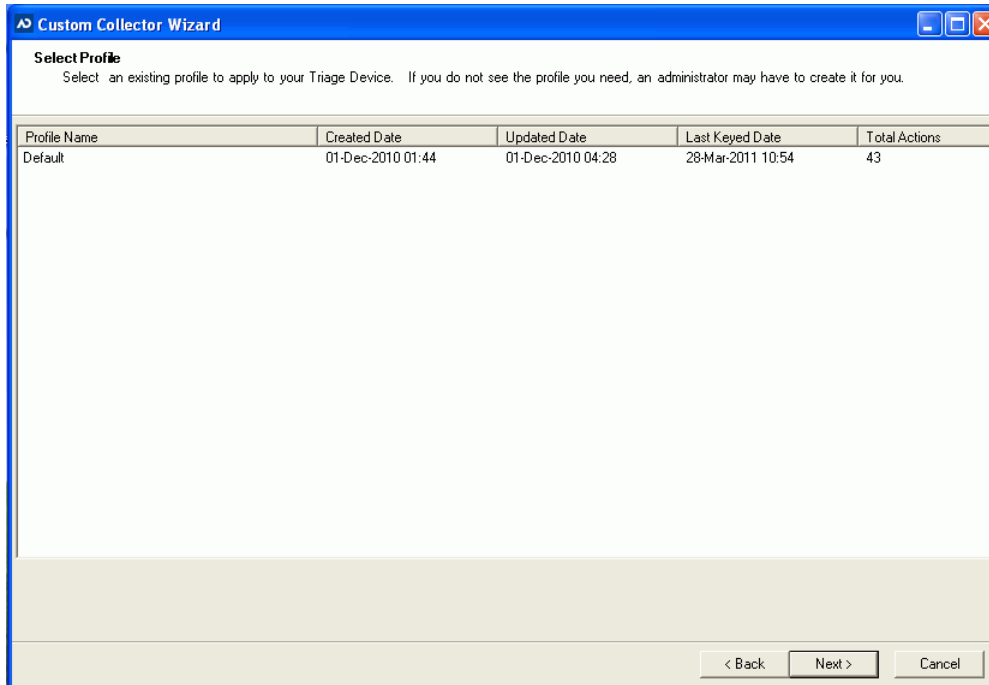 Custom Collector Wizard
Select Profile
Select an existing profile to apply to your Triage Device. If you do not see the profile you need, an administrator may have to create it for you.
Profile Name Created Date Updated Date Last Keyed Date Total Actions
Default 01-Dec-2010 01:44 01-Dec-2010 04:28 28-Mar-2011 10:54 43
< Back Next > Cancel